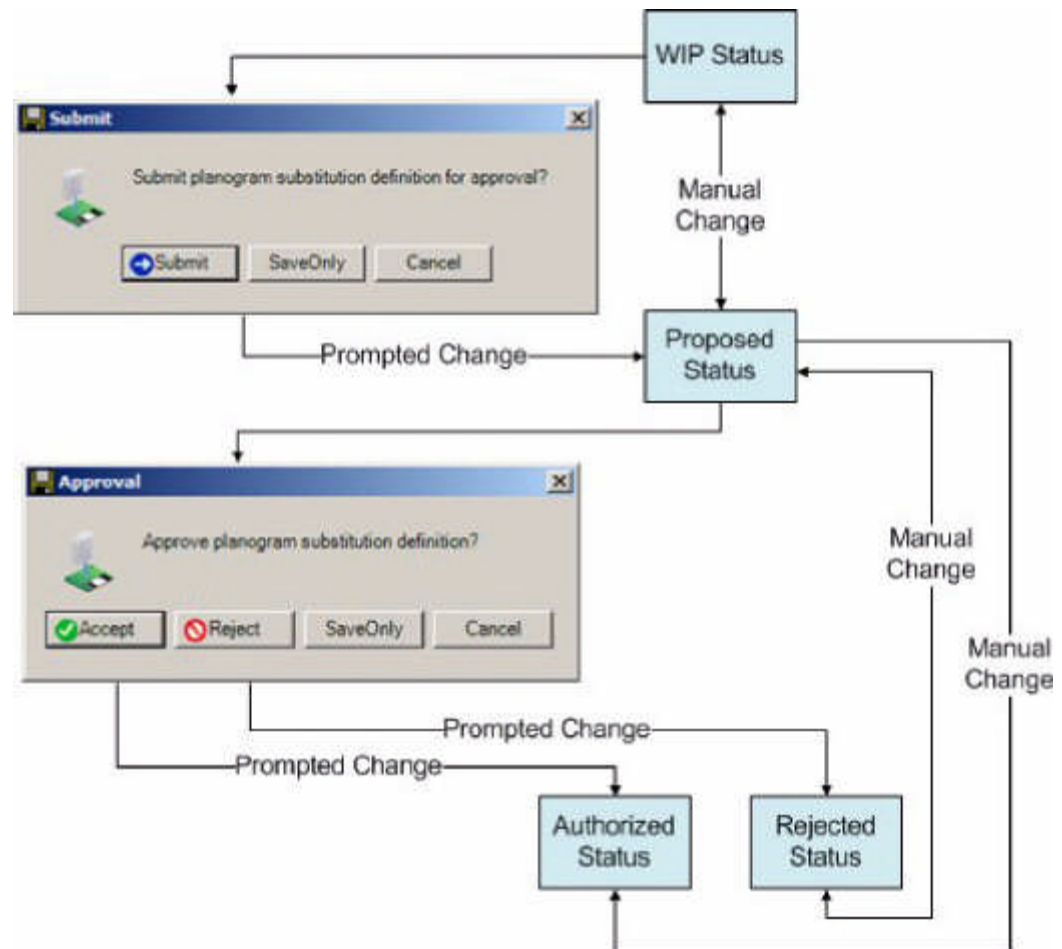 WIP Status
Submit
Submit planogram substitution definition for approval?
Submit
SaveOnly
Cancel
Manual
Change
Prompted Change
Proposed
Status
Approval
Approve planogram substitution definition?
Accept
Reject
SaveOnly
Cancel
Manual
Change
Manual
Change
Prompted Change
Prompted Change
Authorized
Status
Rejected
Status